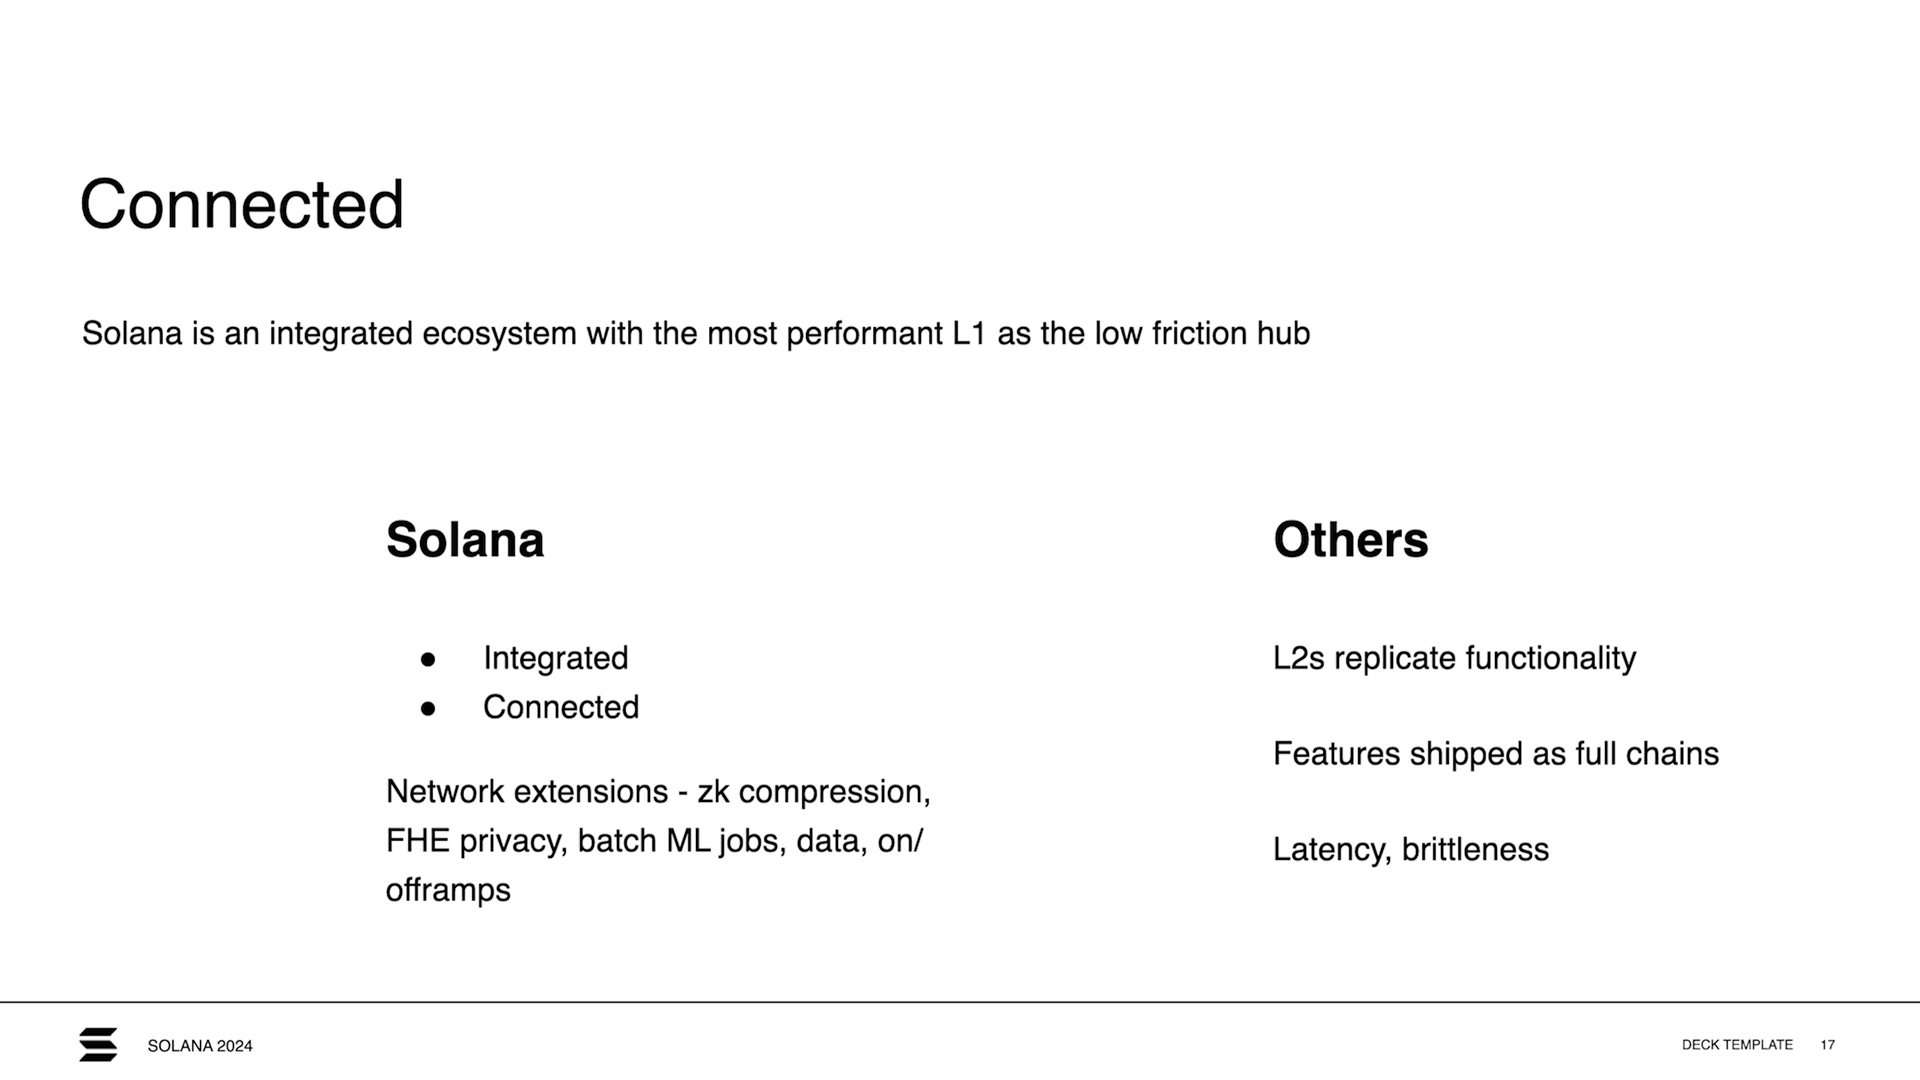 Connected
Solana is an integrated ecosystem with the most performant L1 as the low friction hub
Solana
● Integrated
● Connected
Network extensions - zk compression,
FHE privacy, batch ML jobs, data, on/
offramps
Others
L2s replicate functionality
Features shipped as full chains
Latency, brittleness
SOLANA 2024
DECK TEMPLATE 17